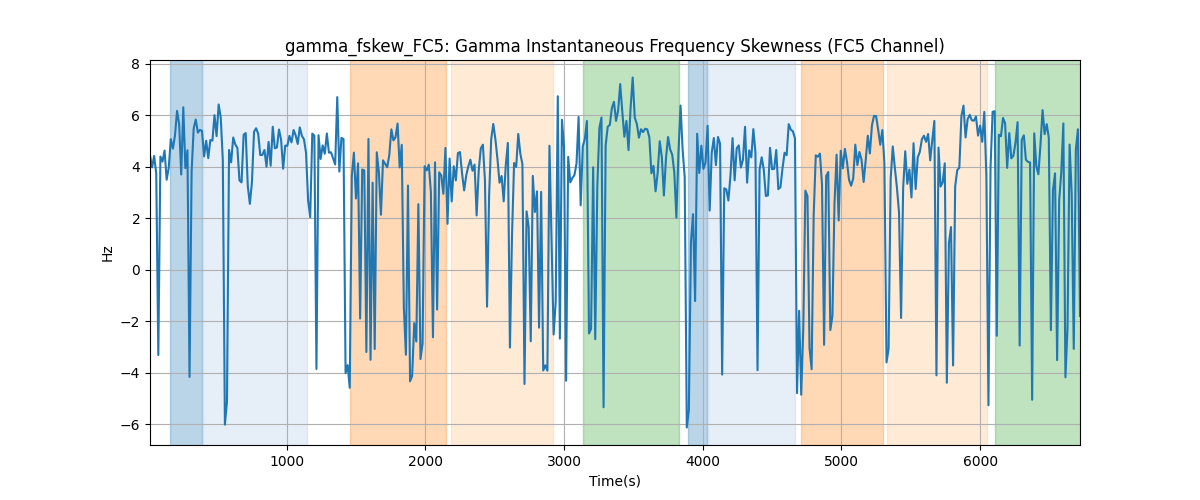 gamma_fskew_FC5: Gamma Instantaneous Frequency Skewness (FC5 Channel)
8
6
4
2
0
−2
−4
−6
Hz
1000 2000 3000 4000 5000 6000
Time(s)